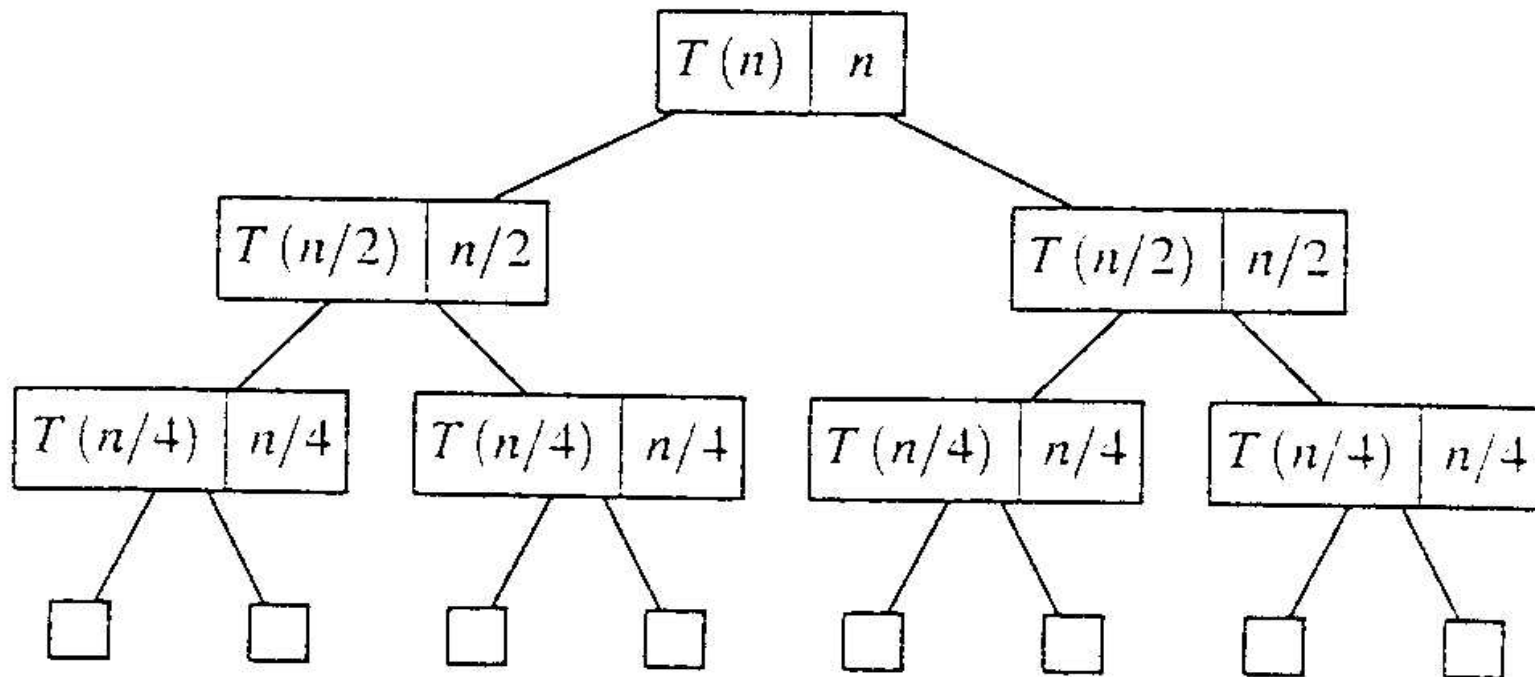 T (n) n
T (n/2) n/2 T (n/2) n/2
T (n/4) n/4 T (n/4) n/4 T (n/4) n/4 T (n/4) n/4